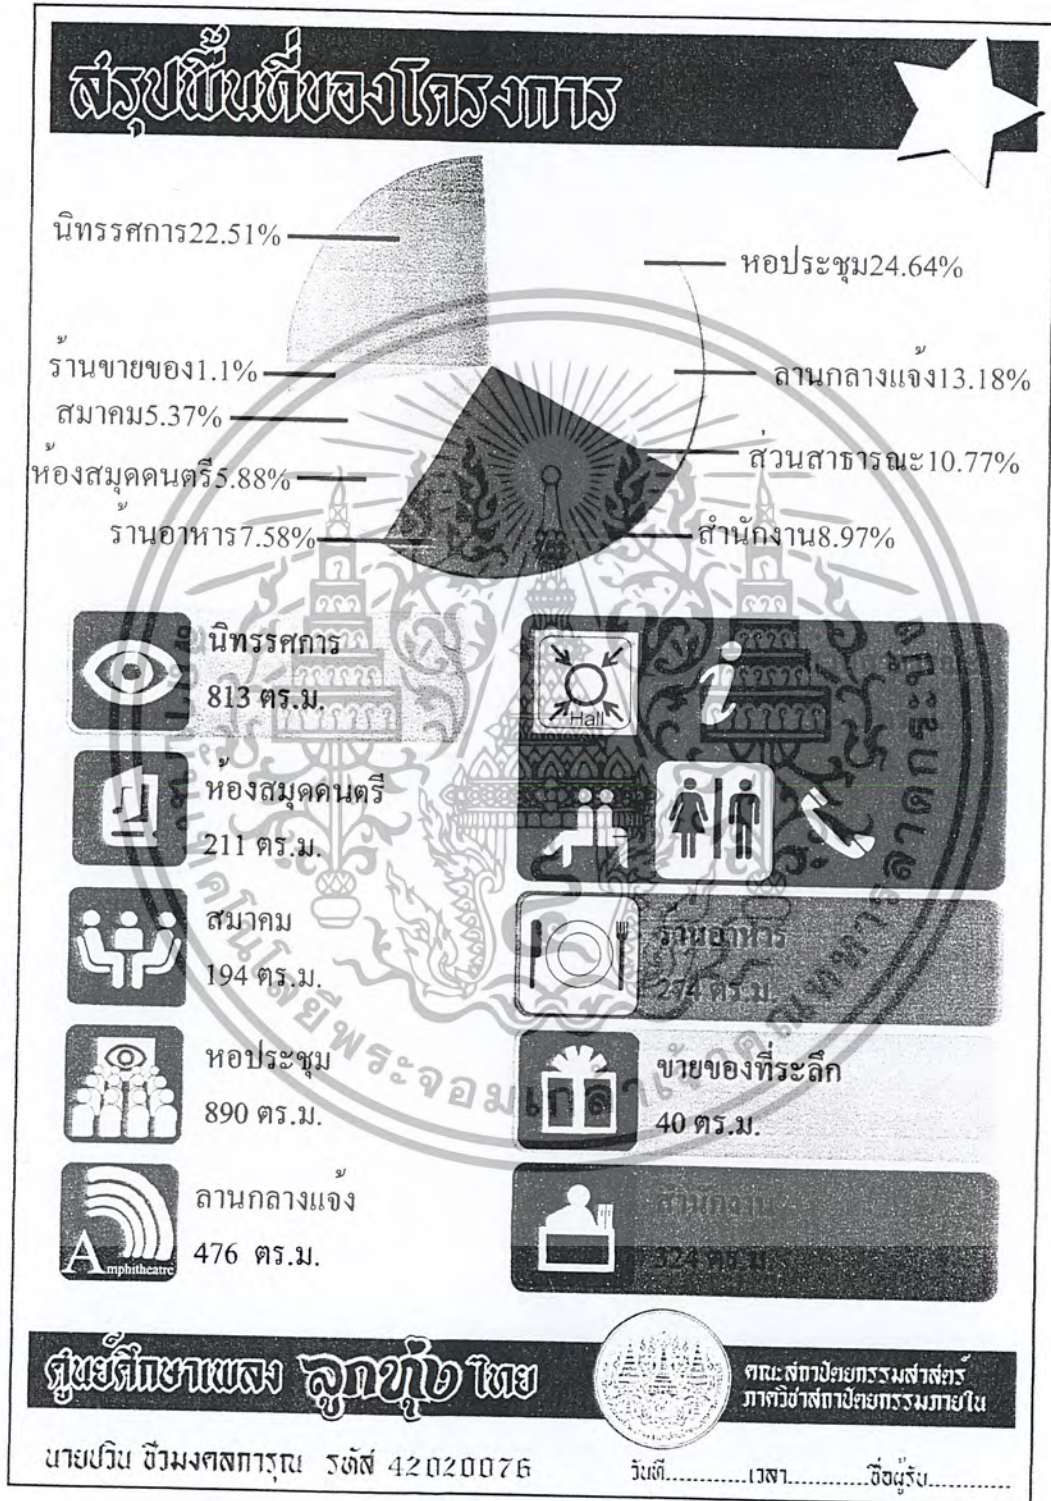 สรุปพื้นที่ของโครงการ
นิทรรศการ22.51%
หอประชุม24.64%
ร้านขายของ1.1%
ลานกลางแจ้ง13.18%
สมาคม5.37%
ส่วนสาธารณะ10.77%
ห้องสมุดดนตรี5.88%
ร้านอาหาร7.58%
สำนักงาน8.97%
นิทรรศการ
813 ตร.ม.
Hall
ห้องสมุดดนตรี
211 ตร.ม.
สมาคม
194 ตร.ม.
ร้านอาหาร
274 ตร.ม.
หอประชุม
890 ตร.ม.
ขายของที่ระลึก
40 ตร.ม.
Amphitheatre
ลานกลางแจ้ง
476 ตร.ม.
สำนักงาน
324 ตร.ม.
ศูนย์ศึกษาเพลง ลูกทุ่ง ไทย
คณะสถาปัตยกรรมศาสตร์
ภาควิชาสถาปัตยกรรมภายใน
นายปวิน ชีวมงคลการุณ รหัส 42020076
วันที่............เวลา............ชื่อผู้รับ............